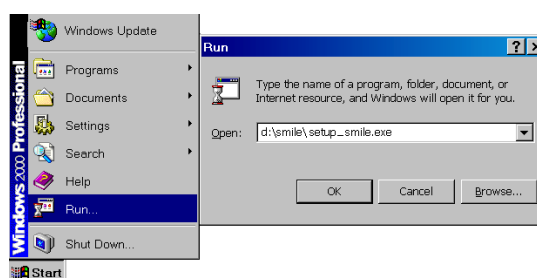 Windows Update
Programs
Documents
Settings
Search
Help
Run...
Shut Down...
Windows 2000 Professional
Start
Run
Type the name of a program, folder, document, or
Internet resource, and Windows will open it for you.
Open: d:\smile\setup_smile.exe
OK Cancel Browse...